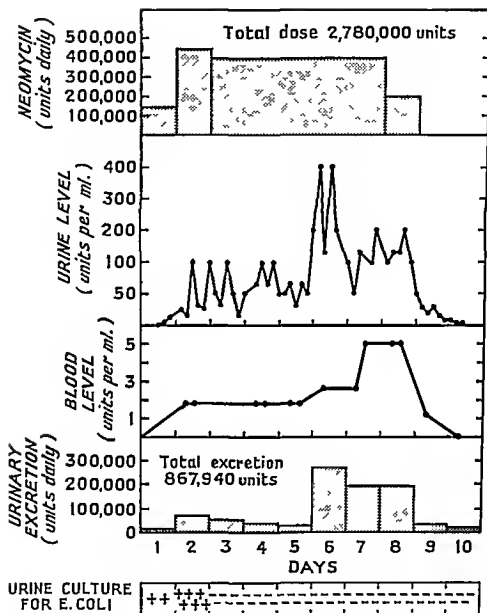 NEOMYCIN
(units daily)
500,000
400,000
300,000
200,000
100,000
Total dose 2,780,000 units
URINE LEVEL
(units per ml.)
400
300
200
100
50
BLOOD
LEVEL
(units per ml.)
5
3
1
URINARY
EXCRETION
(units daily)
300,000
200,000
100,000
0
Total excretion
867,940 units
1 2 3 4 5 6 7 8 9 10
DAYS
URINE CULTURE
FOR E.COLI
++ +++ --------
+++ --------